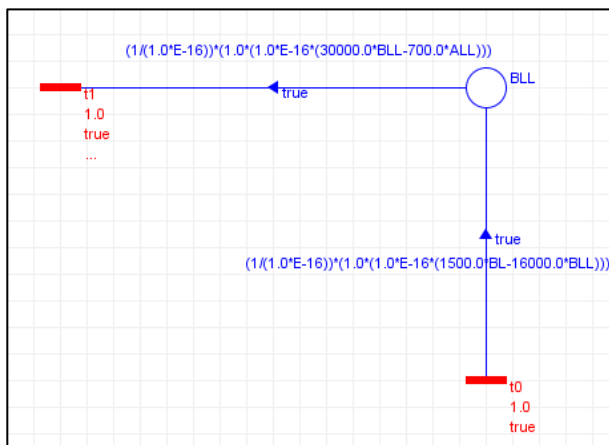 (1/(1.0*E-16))*(1.0*(1.0*E-16*(30000.0*BLL-700.0*ALL)))
BLL
true
t1
1.0
true
...
true
(1/(1.0*E-16))*(1.0*(1.0*E-16*(1500.0*BL-16000.0*BLL)))
t0
1.0
true